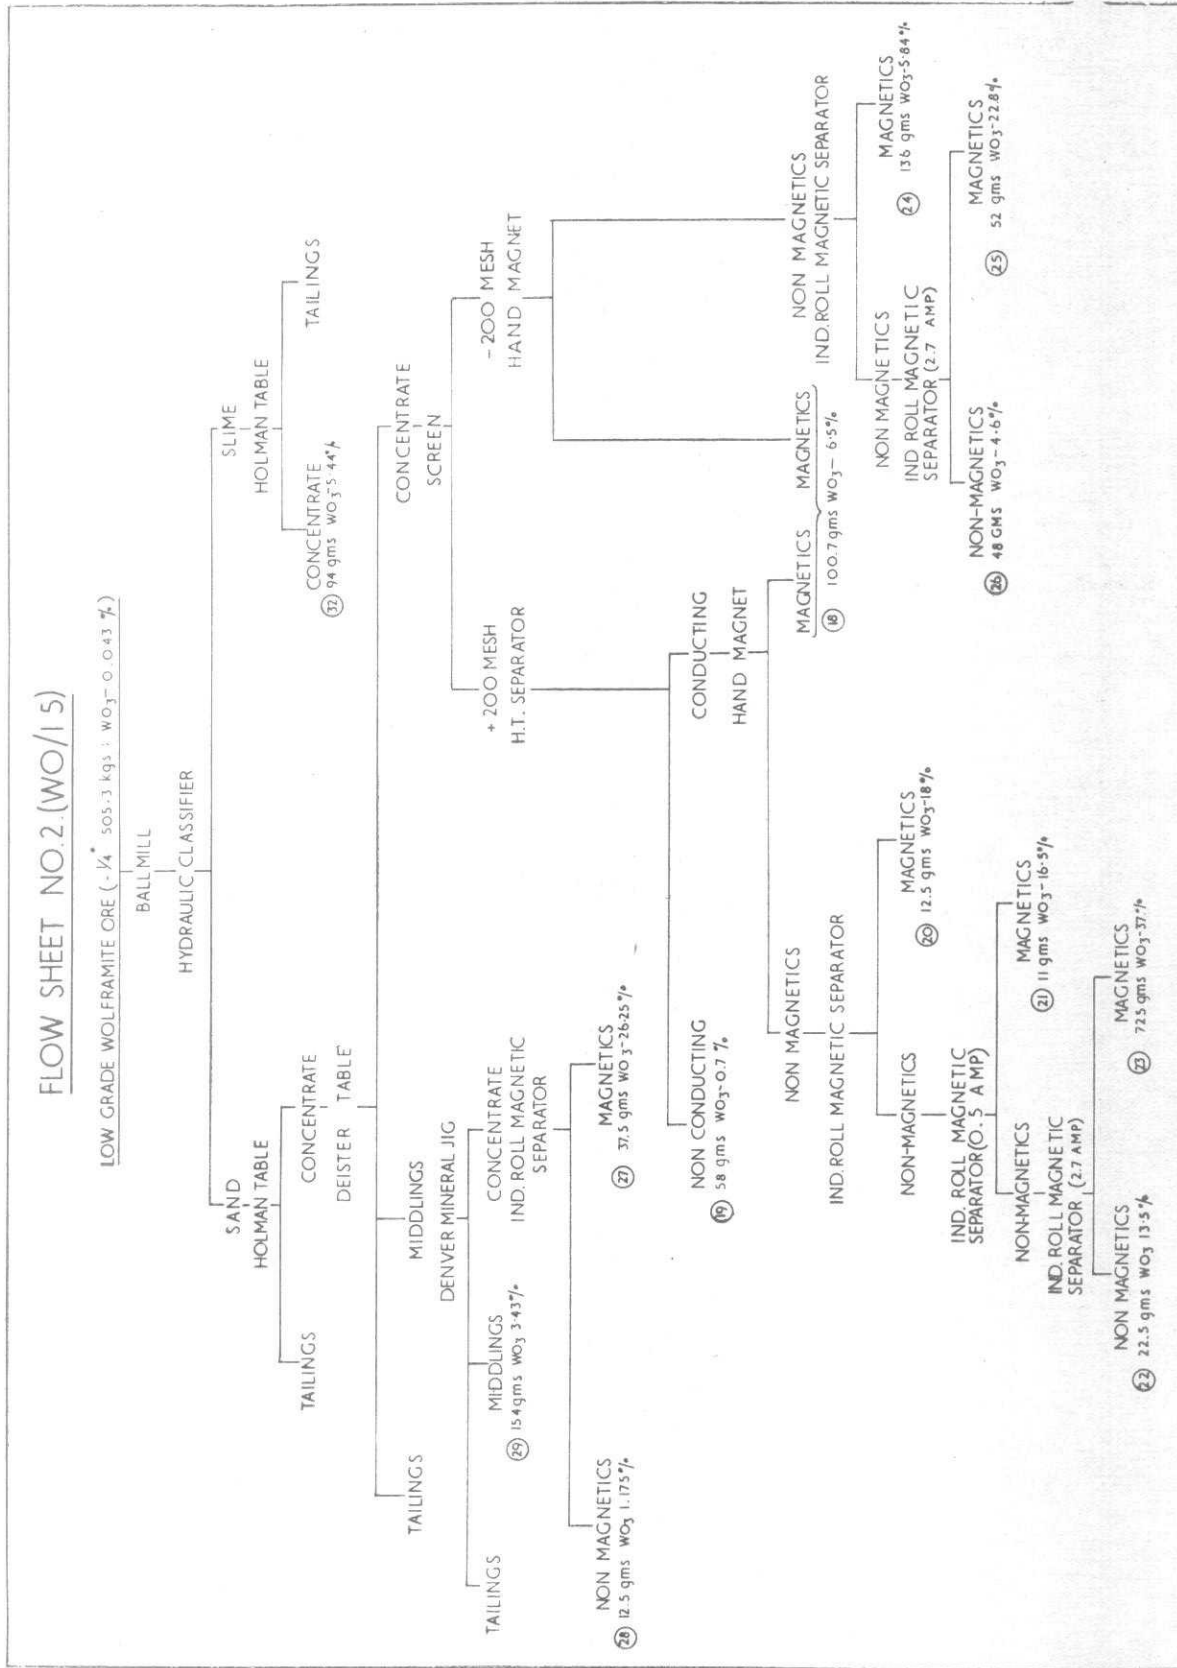 FLOW SHEET NO.2.(WO/15)
LOW GRADE WOLFRAMITE ORE (-¼" 505.3 kgs : WO3-0.043 %)
BALL MILL
HYDRAULIC CLASSIFIER
SAND
HOLMAN TABLE
SLIME
HOLMAN TABLE
TAILINGS
CONCENTRATE
DEISTER TABLE
CONCENTRATE
32 94 gms WO3-5.44%
TAILINGS
TAILINGS
MIDDLINGS
DENVER MINERAL JIG
CONCENTRATE
SCREEN
TAILINGS
MIDDLINGS
29 154 gms WO3 3.43%
CONCENTRATE
IND. ROLL MAGNETIC
SEPARATOR
+200 MESH
H.T. SEPARATOR
-200 MESH
HAND MAGNET
NON MAGNETICS
28 12.5 gms WO3 1.175%
MAGNETICS
27 37.5 gms WO3-26.25%
NON CONDUCTING
19 58 gms WO3-0.7 %
CONDUCTING
HAND MAGNET
NON MAGNETICS
IND. ROLL MAGNETIC SEPARATOR
MAGNETICS MAGNETICS
18 100.7 gms WO3-6.5%
NON MAGNETICS
IND. ROLL MAGNETIC SEPARATOR
NON-MAGNETICS
IND. ROLL MAGNETIC
SEPARATOR (0.5 AMP)
MAGNETICS
20 12.5 gms WO3-18%
NON MAGNETICS
IND ROLL MAGNETIC
SEPARATOR (2.7 AMP)
MAGNETICS
24 136 gms WO3-5.84%
NON-MAGNETICS
26 48 GMS WO3-4.6%
MAGNETICS
25 52 gms WO3-22.8%
NON-MAGNETICS
IND. ROLL MAGNETIC
SEPARATOR (2.7 AMP)
MAGNETICS
21 11 gms WO3-16.5%
NON MAGNETICS
22 22.5 gms WO3 13.5%
MAGNETICS
23 725 gms WO3-37%